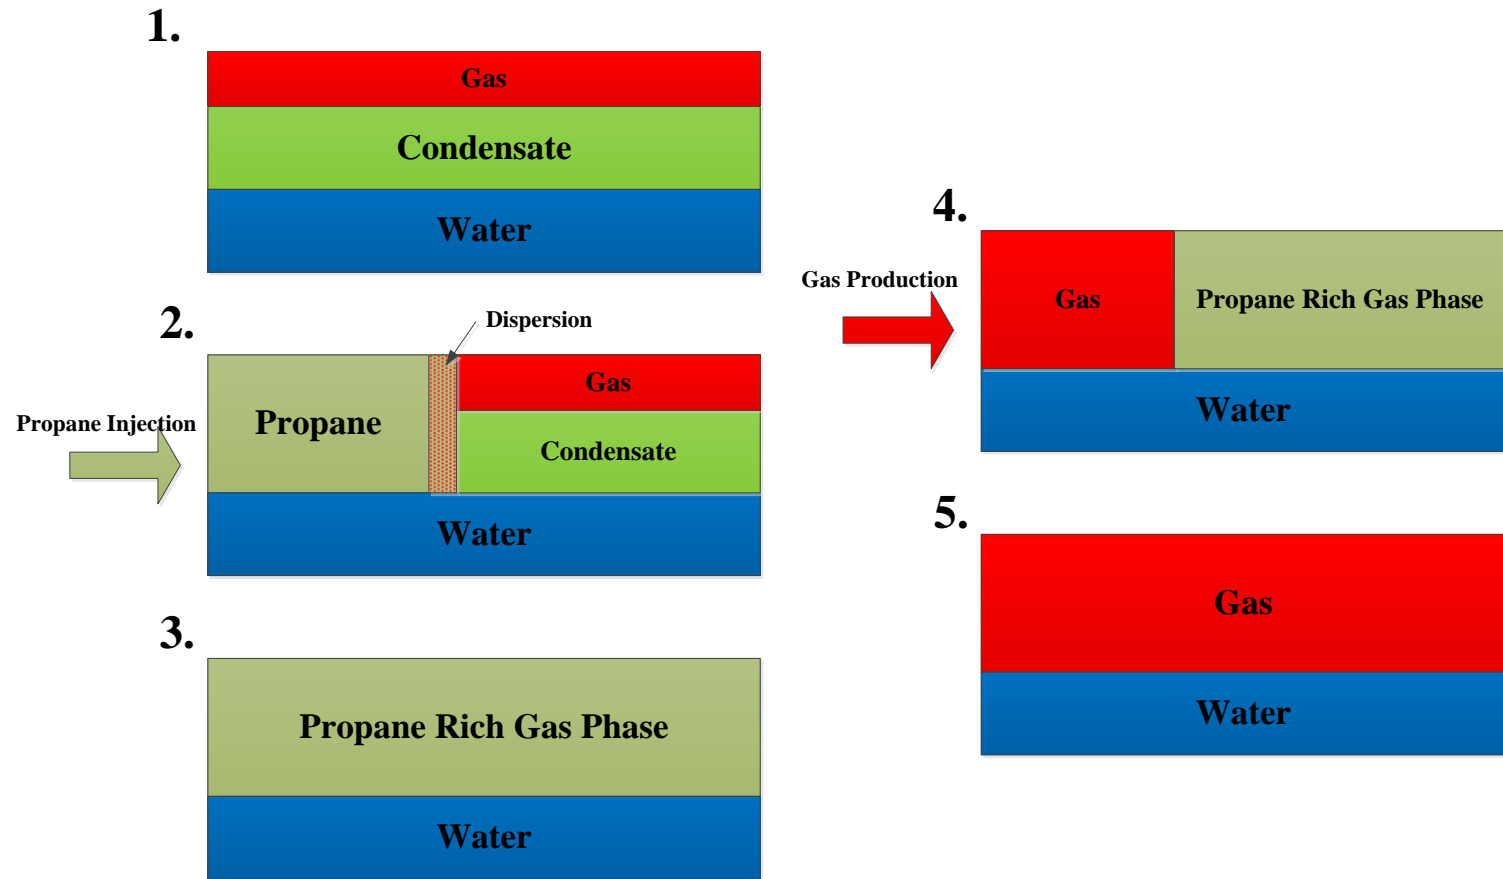 1.
Gas
Condensate
Water
2.
Dispersion
Propane Injection
Propane
Gas
Condensate
Water
3.
Propane Rich Gas Phase
Water
4.
Gas Production
Gas
Propane Rich Gas Phase
Water
5.
Gas
Water